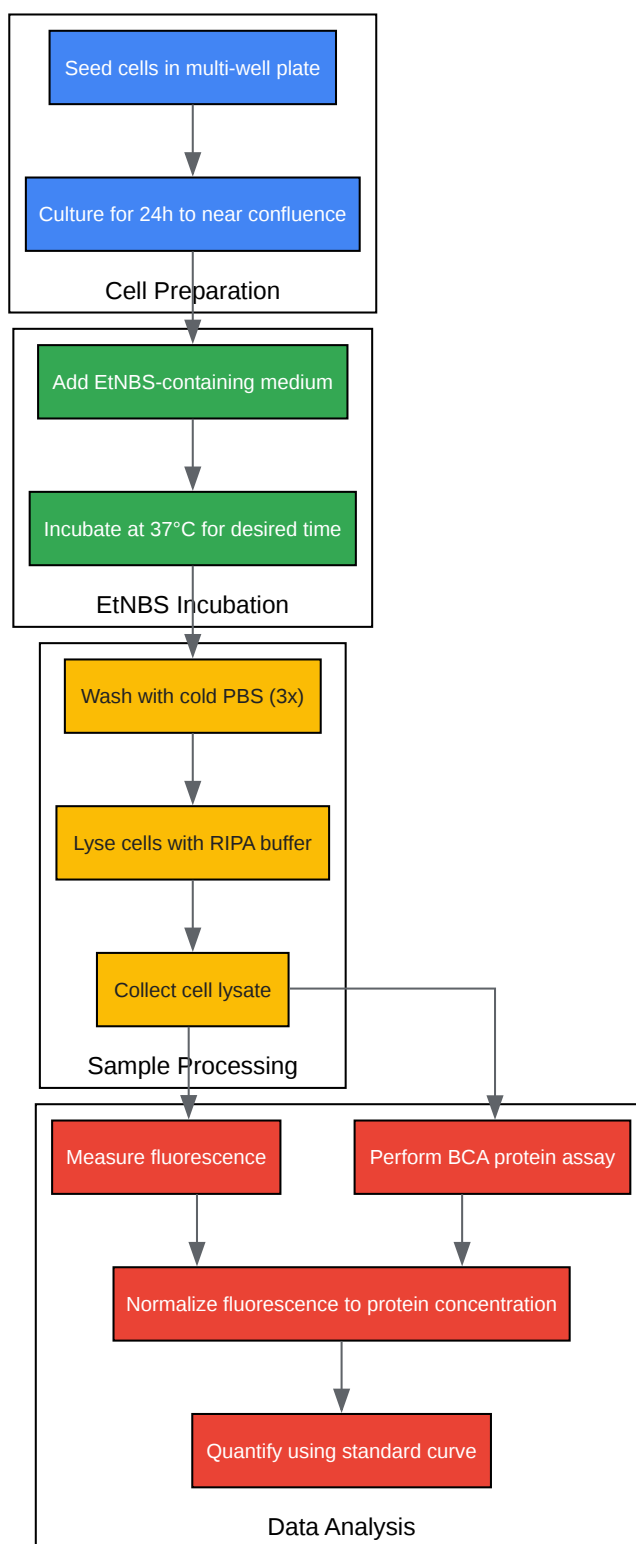 Seed cells in multi-well plate
Culture for 24h to near confluence
Cell Preparation
Add EtNBS-containing medium
Incubate at 37°C for desired time
EtNBS Incubation
Wash with cold PBS (3x)
Lyse cells with RIPA buffer
Collect cell lysate
Sample Processing
Measure fluorescence
Perform BCA protein assay
Normalize fluorescence to protein concentration
Quantify using standard curve
Data Analysis